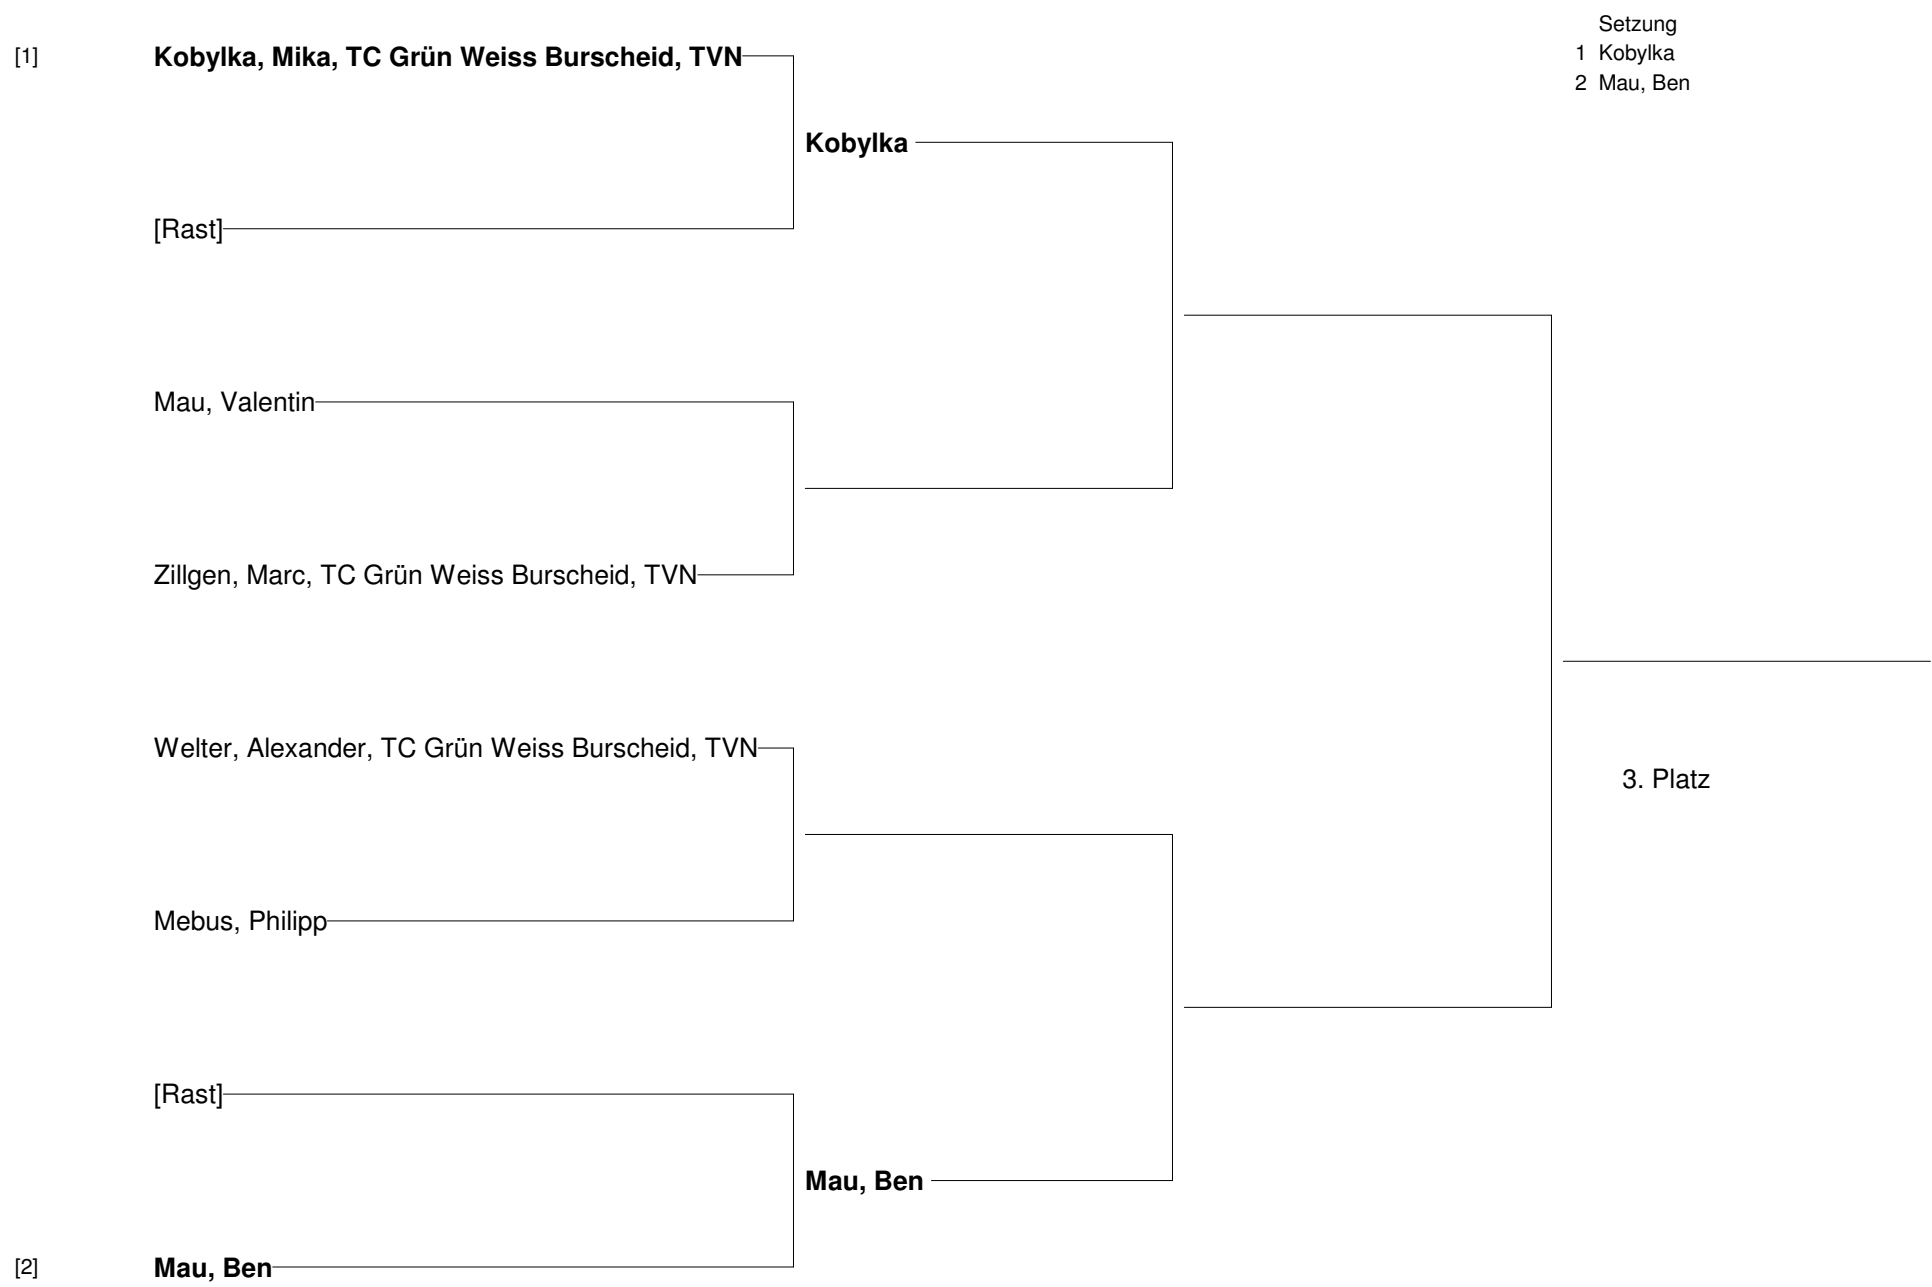 Setzung
[1] Kobylka, Mika, TC Grün Weiss Burscheid, TVN
1 Kobylka
2 Mau, Ben
Kobylka
[Rast]
Mau, Valentin
Zillgen, Marc, TC Grün Weiss Burscheid, TVN
Welter, Alexander, TC Grün Weiss Burscheid, TVN
3. Platz
Mebus, Philipp
[Rast]
Mau, Ben
[2] Mau, Ben